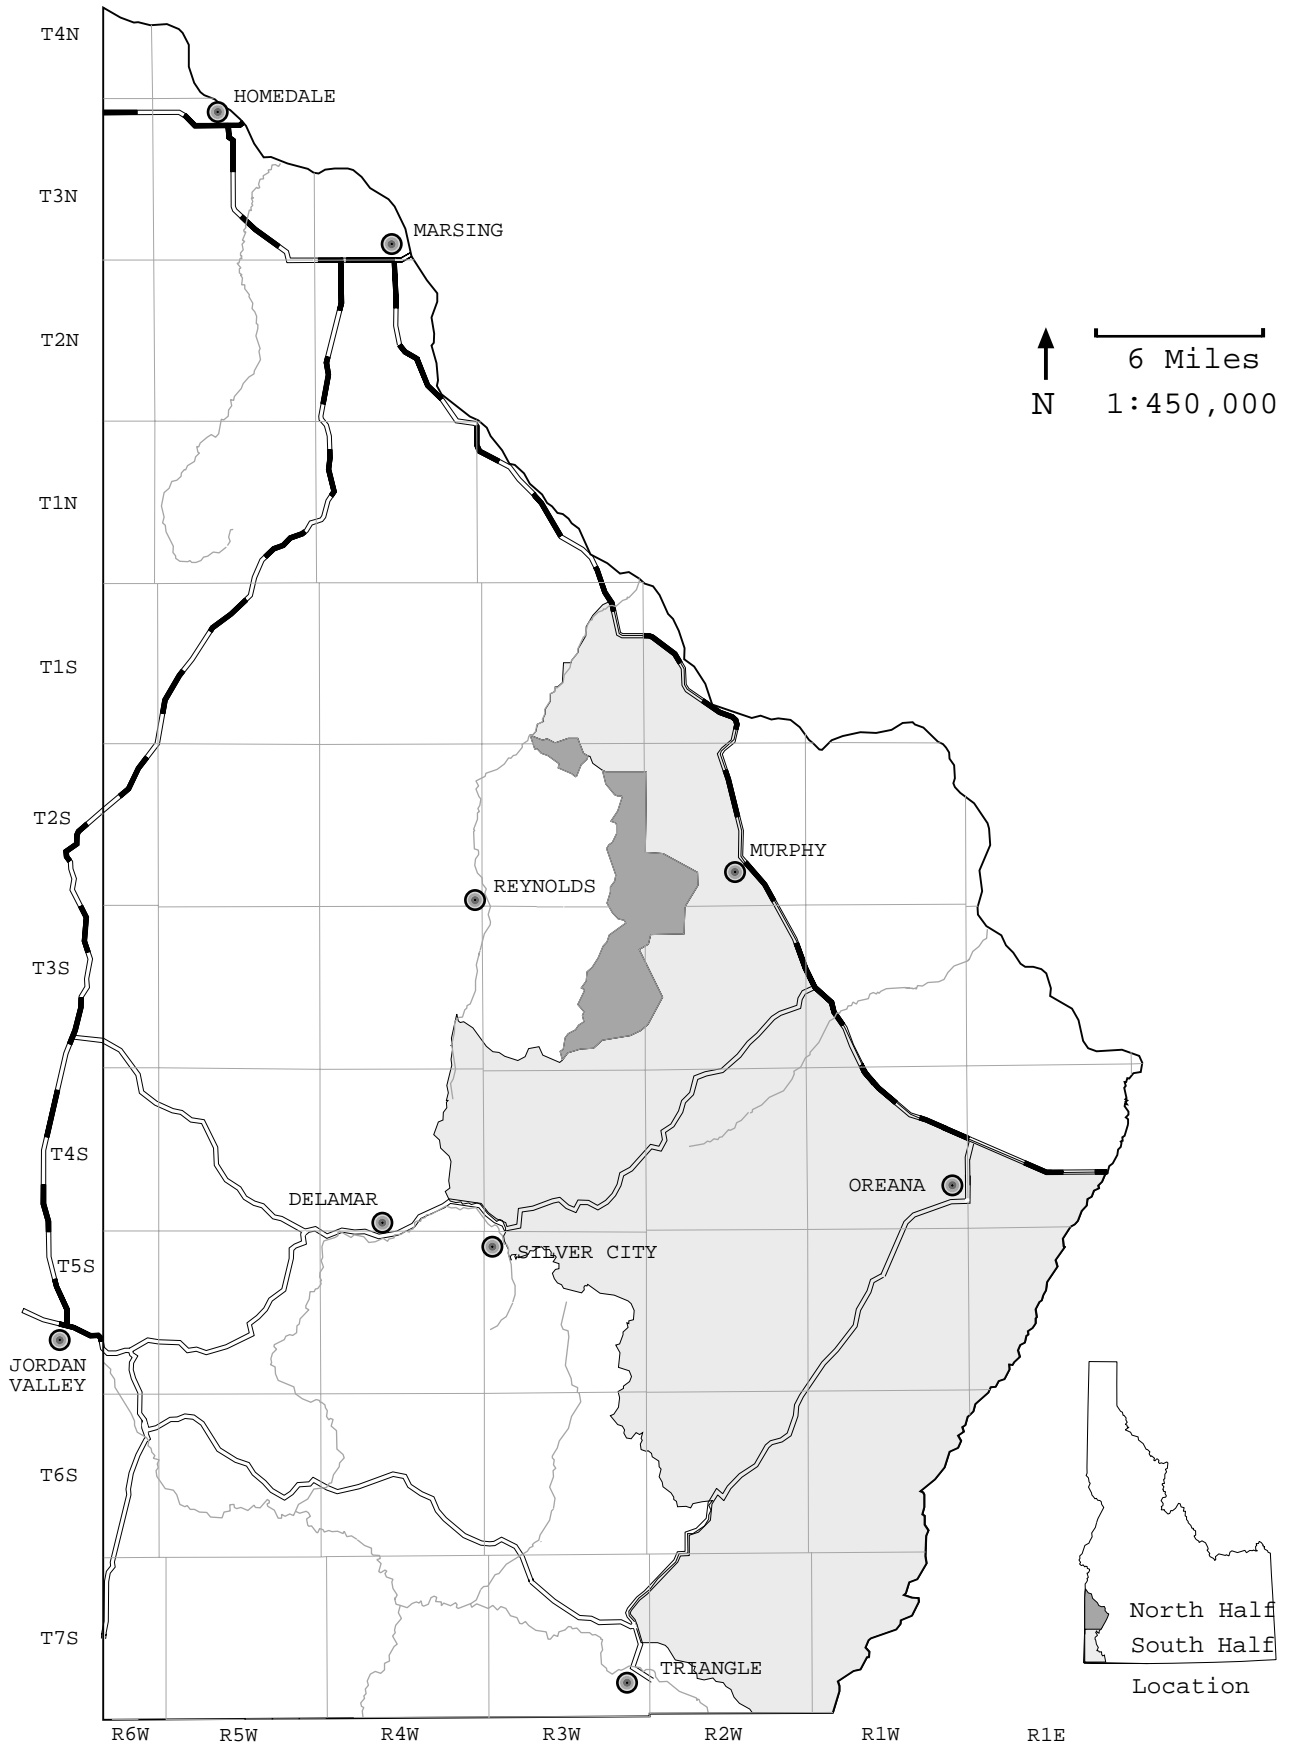 T4N
HOMEDALE
T3N
MARSING
T2N
6 Miles
N 1:450,000
T1N
T1S
T2S
MURPHY
REYNOLDS
T3S
T4S
OREANA
DELAMAR
SILVER CITY
T5S
JORDAN
VALLEY
T6S
North Half
T7S
South Half
TRIANGLE
Location
R6W R5W R4W R3W R2W R1W R1E